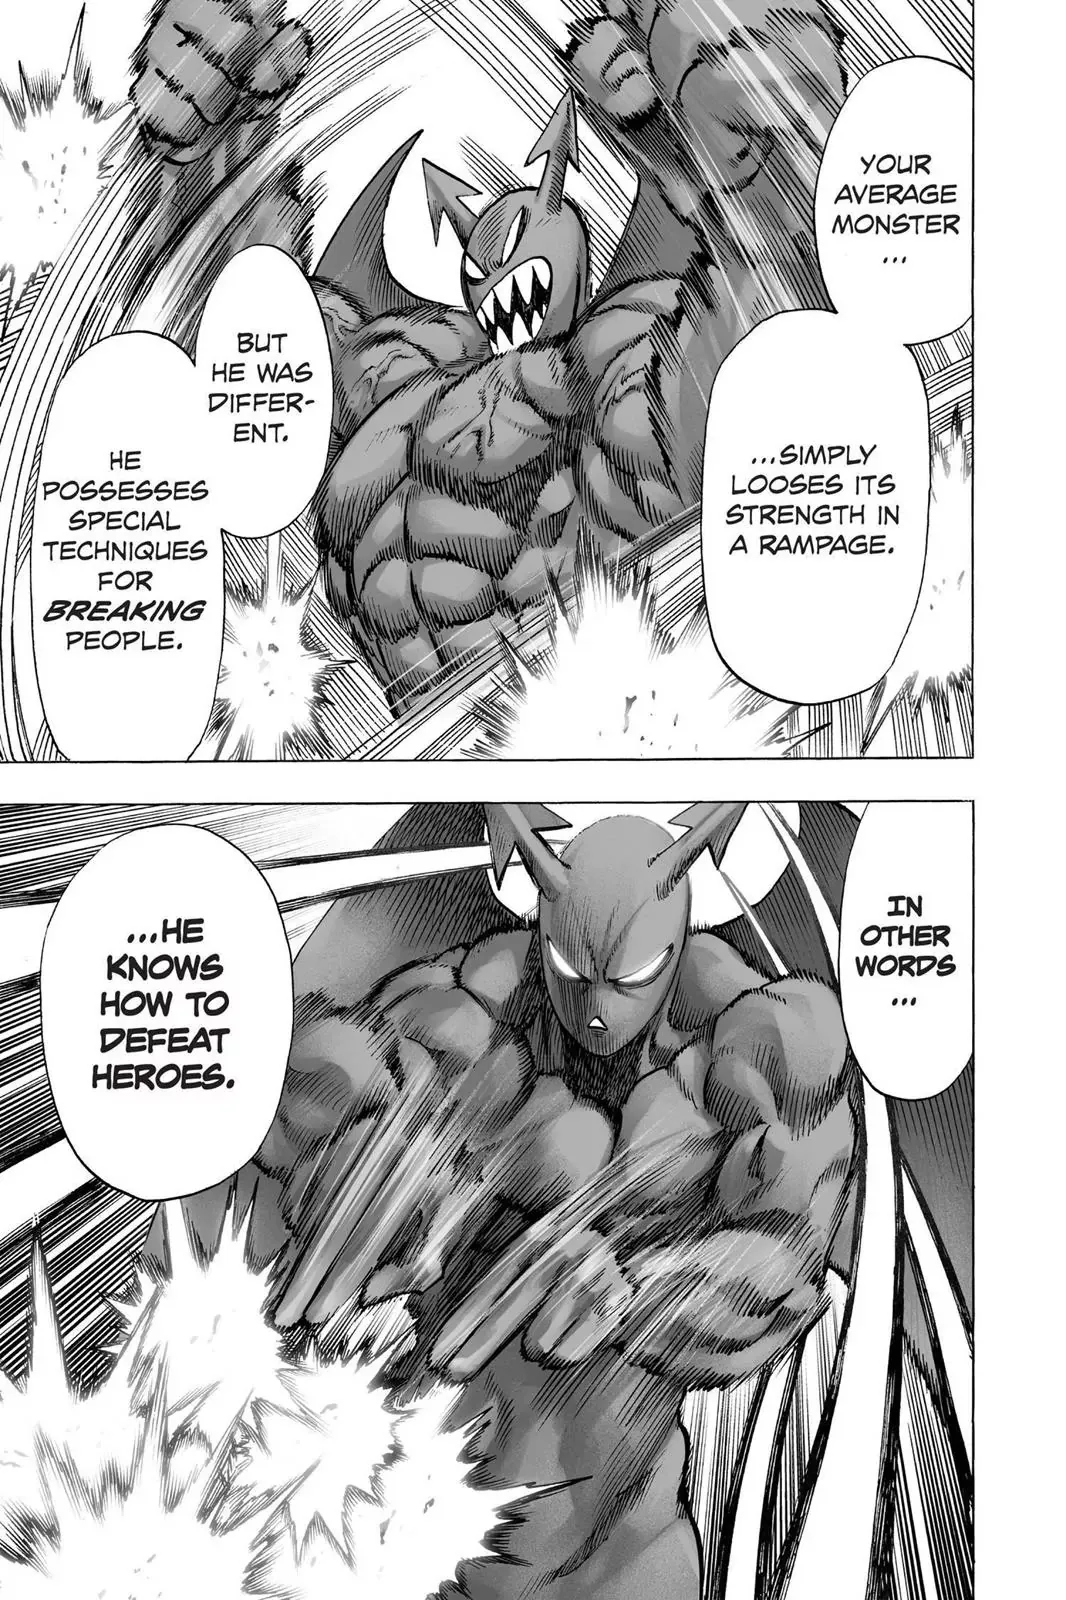 YOUR
AVERAGE
MONSTER
...
...SIMPLY
LOOSES ITS
STRENGTH IN
A RAMPAGE.
BUT
HE WAS
DIFFER-
ENT.
HE
POSSESSES
SPECIAL
TECHNIQUES
FOR
BREAKING
PEOPLE.
IN
OTHER
WORDS
...
...HE
KNOWS
HOW TO
DEFEAT
HEROES.